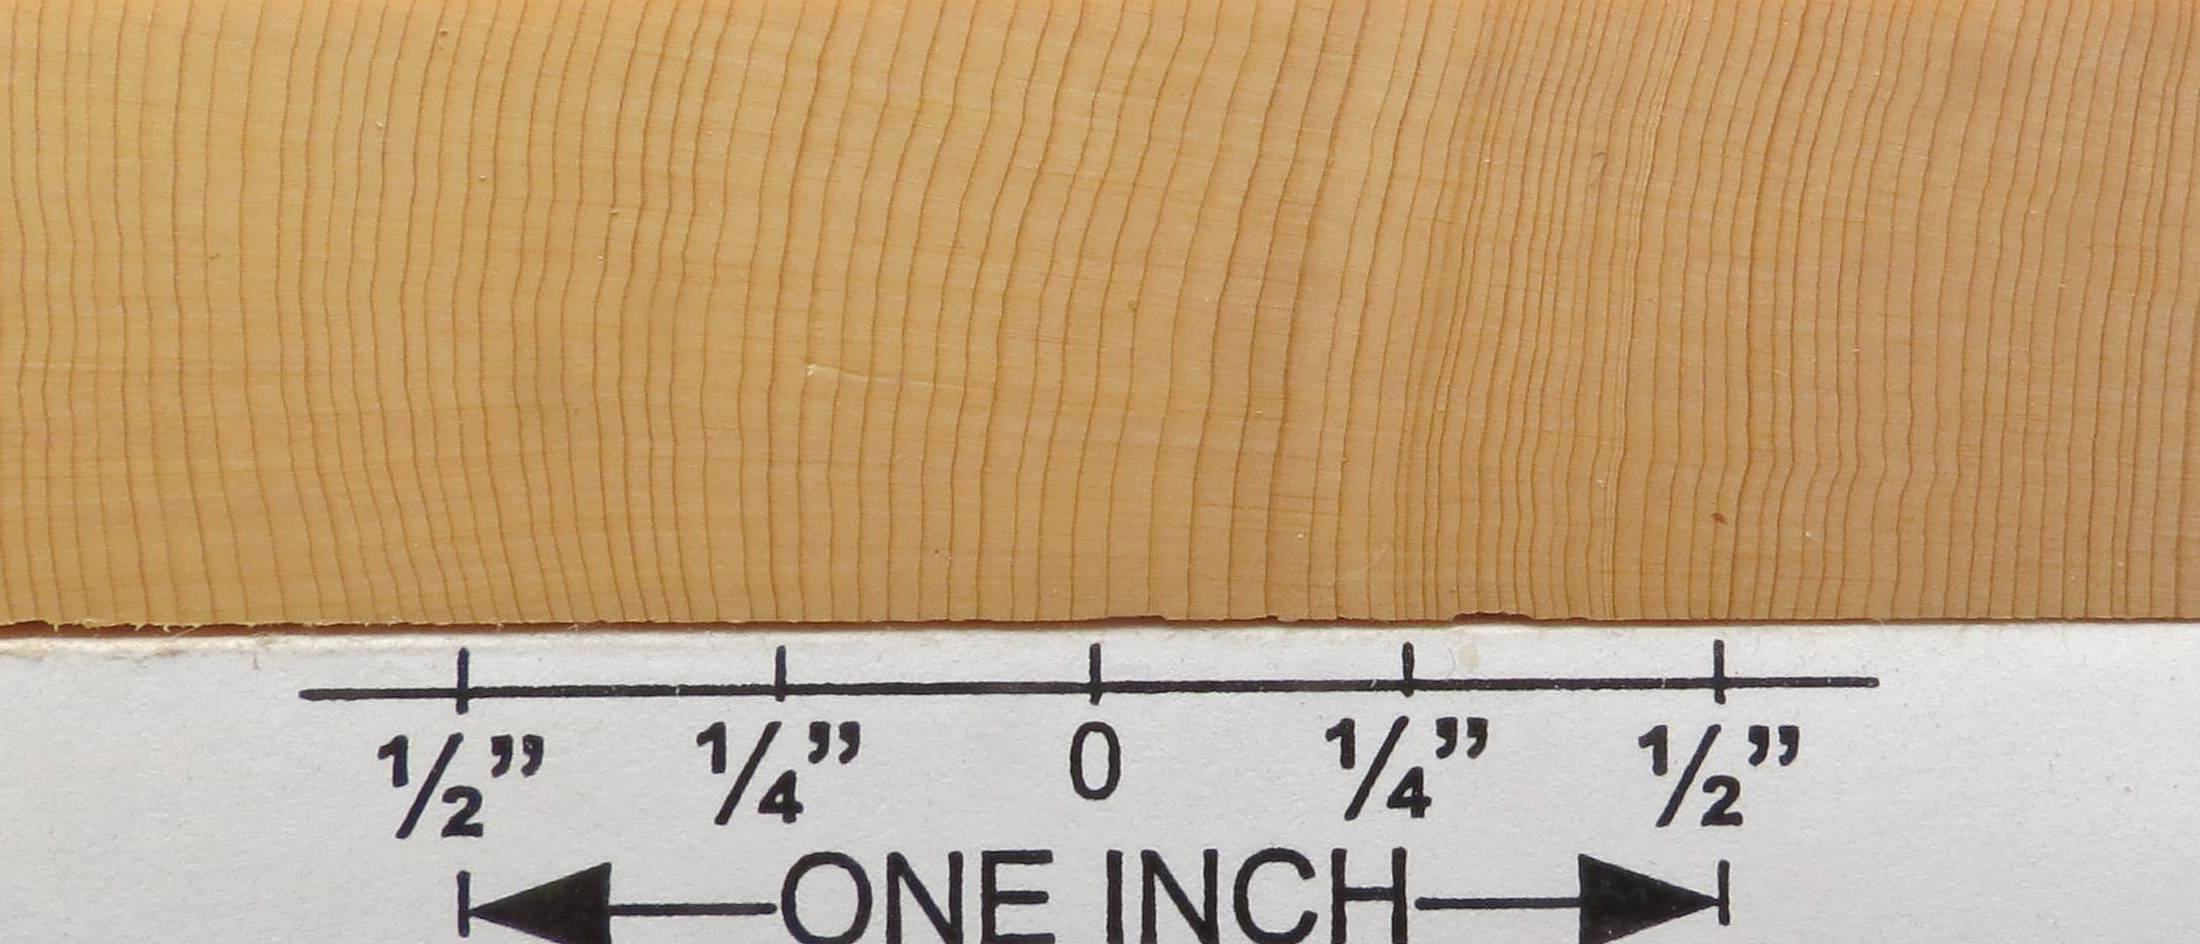 1/2” 1/4” 0 1/4” 1/2”
ONE INCH